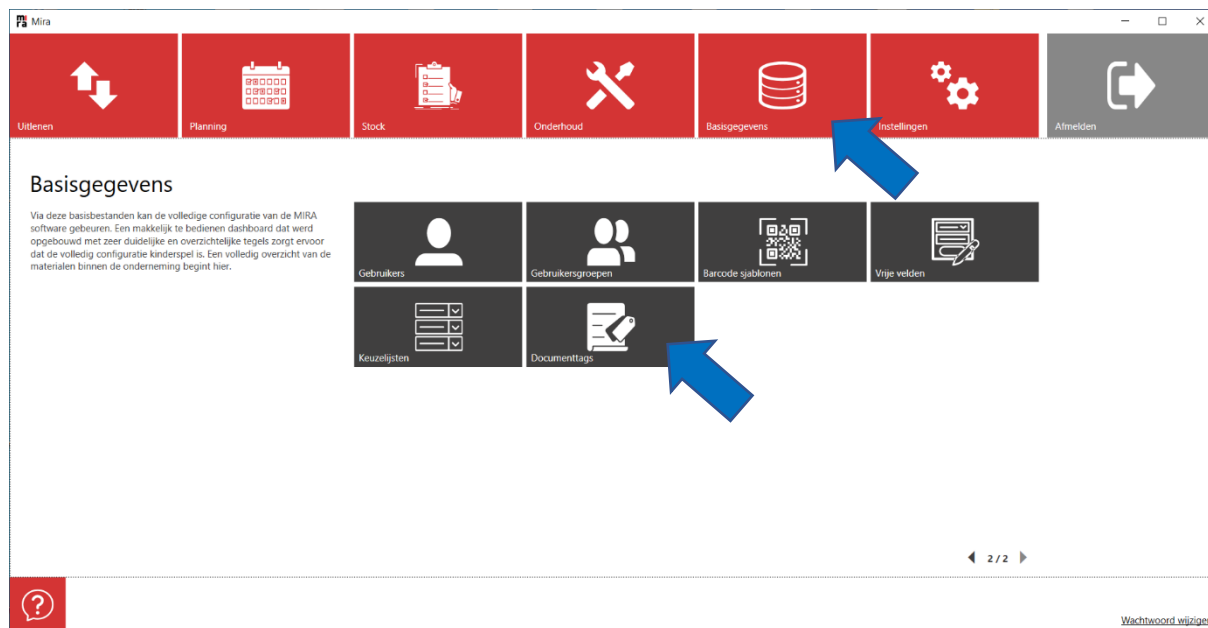 Mira
Uitlenen
Planning
Stock
Onderhoud
Basisgegevens
Instellingen
Afmelden
Basisgegevens
Via deze basisbestanden kan de volledige configuratie van de MIRA
software gebeuren. Een makkelijk te bedienen dashboard dat werd
opgebouwd met zeer duidelijke en overzichtelijke tegels zorgt ervoor
dat de volledig configuratie kinderspel is. Een volledig overzicht van de
materialen binnen de onderneming begint hier.
Gebruikers
Gebruikersgroepen
Barcode sjablonen
Vrije velden
Keuzelijsten
Documenttags
2 / 2
Wachtwoord wijzigen